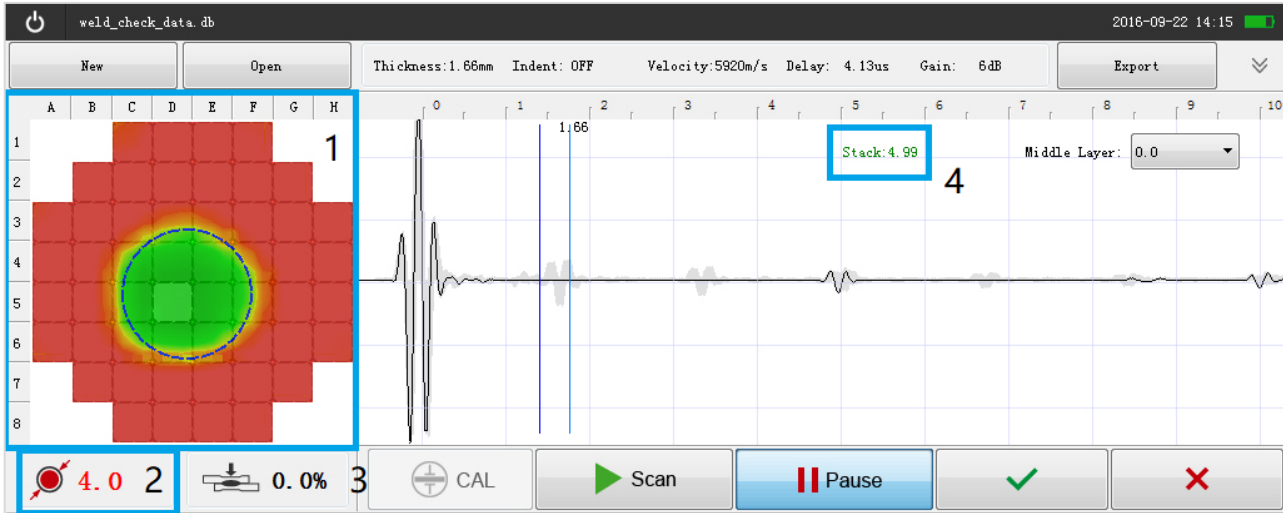 weld_check_data.db 2016-09-22 14:15
New Open Thickness:1.66mm Indent: OFF Velocity:5920m/s Delay: 4.13us Gain: 6dB Export
A B C D E F G H
0 1 2 3 4 5 6 7 8 9 10
1
2
3
4
5
6
7
8
1
1.66
Stack:4.99
4
Middle Layer: 0.0
4.0 2
0.0% 3
CAL
Scan
Pause